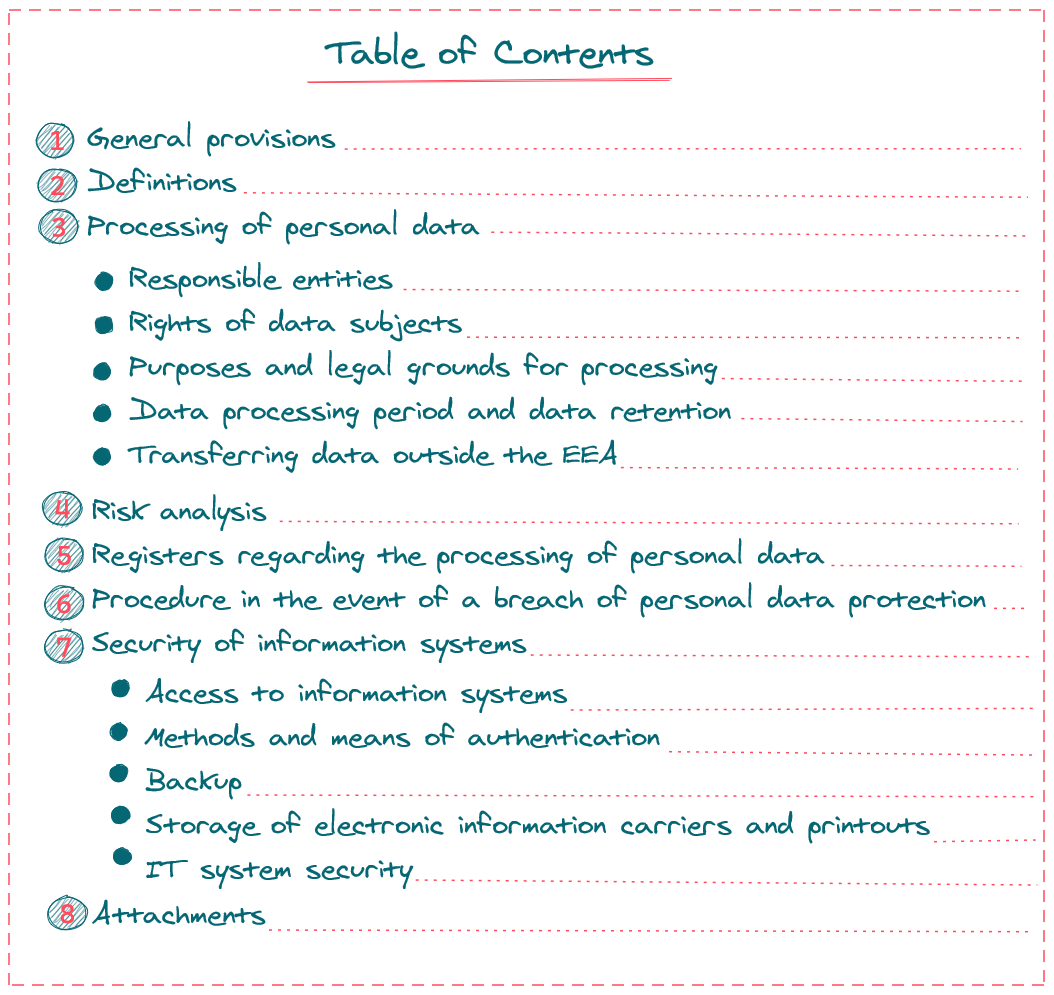 Table of Contents
1 General provisions
2 Definitions
3 Processing of personal data
Responsible entities
Rights of data subjects
Purposes and legal grounds for processing
Data processing period and data retention
Transferring data outside the EEA
4 Risk analysis
5 Registers regarding the processing of personal data
6 Procedure in the event of a breach of personal data protection
7 Security of information systems
Access to information systems
Methods and means of authentication
Backup
Storage of electronic information carriers and printouts
IT system security
8 Attachments